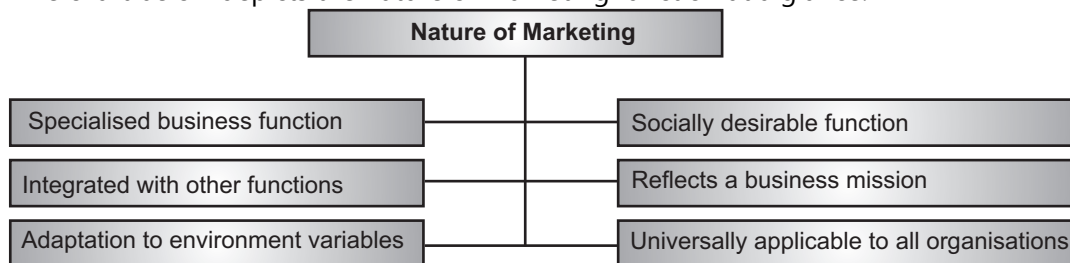 Nature of Marketing
Specialised business function
Socially desirable function
Integrated with other functions
Reflects a business mission
Adaptation to environment variables
Universally applicable to all organisations